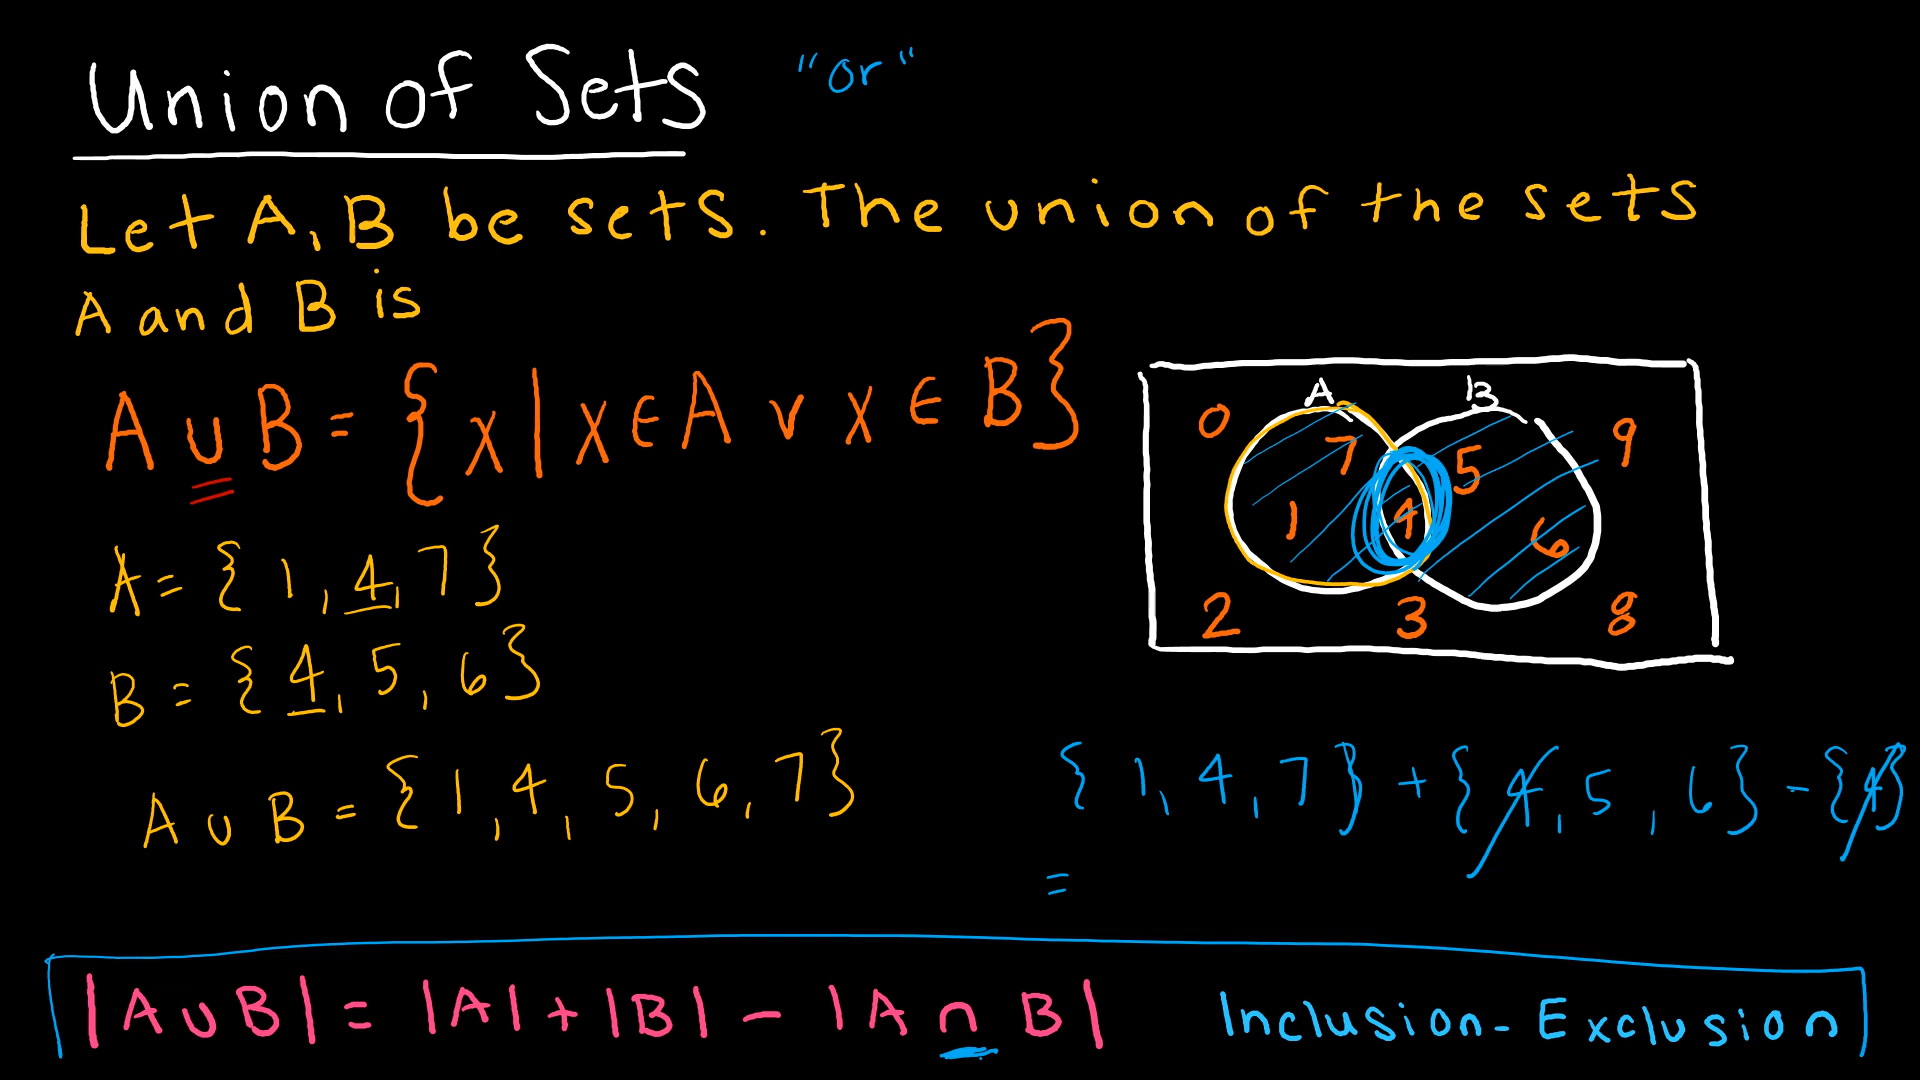 Union of Sets "or"
Let A, B be sets. The union of the sets
A and B is
A ∪ B = {x | x ∈ A ∨ x ∈ B}
A = {1, 4, 7}
B = {4, 5, 6}
A ∪ B = {1, 4, 5, 6, 7}
A B
0 7 5 9
1 4 6
2 3 8
{1, 4, 7} + {4, 5, 6} - {4}
=
|A ∪ B| = |A| + |B| - |A ∩ B| Inclusion-Exclusion